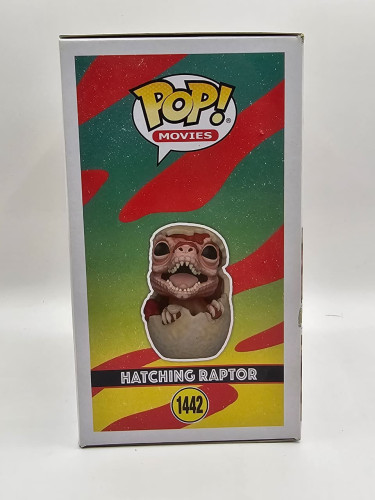 POP!®
MOVIES
HATCHING RAPTOR
1442